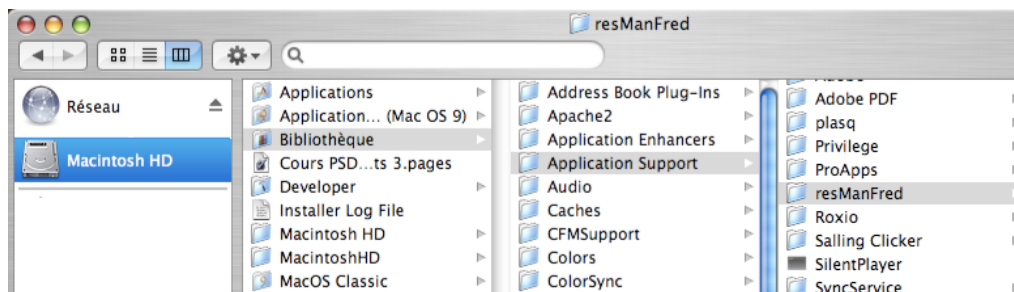 resManFred
Réseau
Macintosh HD
Applications
Application... (Mac OS 9)
Bibliothèque
Cours PSD...ts 3.pages
Developer
Installer Log File
Macintosh HD
MacintoshHD
MacOS Classic
Address Book Plug-Ins
Apache2
Application Enhancers
Application Support
Audio
Caches
CFMSupport
Colors
ColorSync
Adobe PDF
plasq
Privilege
ProApps
resManFred
Roxio
Salling Clicker
SilentPlayer
SyncService